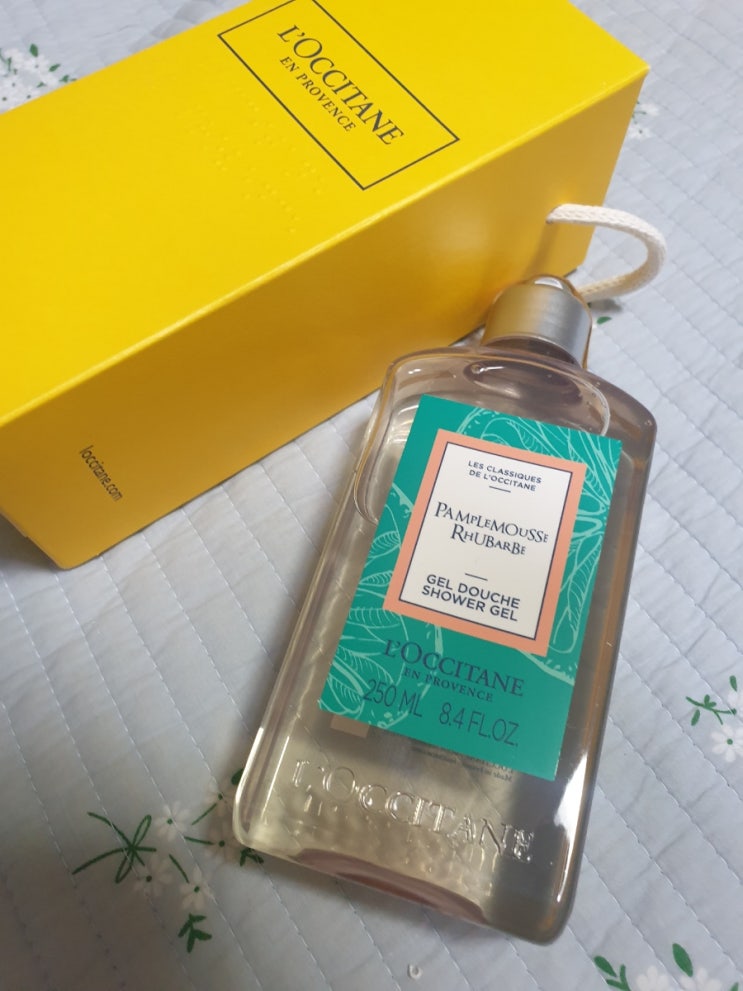 L'OCCITANE
EN PROVENCE
loccitane.com
LES CLASSIQUES
DE L'OCCITANE
PAMPLEMOUSSE
RHUBARBE
GEL DOUCHE
SHOWER GEL
L'OCCITANE
EN PROVENCE
250 ML 8.4 FL.OZ.
L'OCCITANE